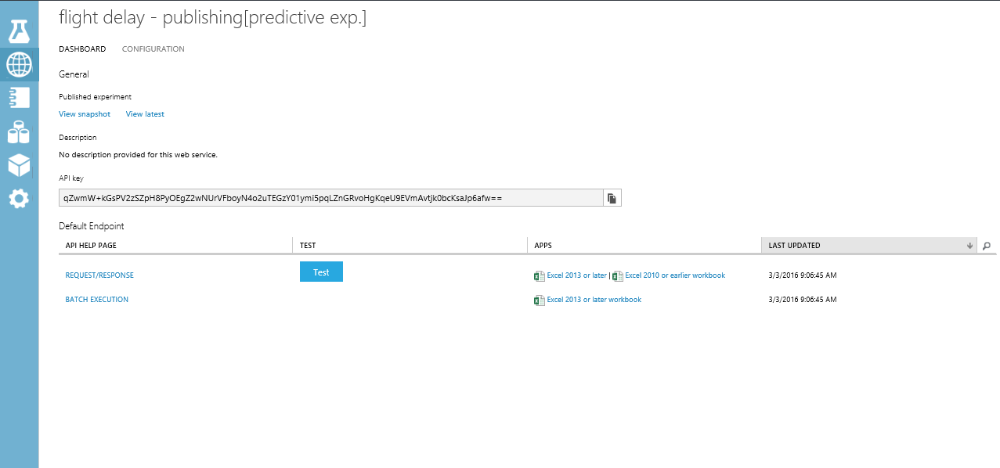 flight delay - publishing[predictive exp.]
DASHBOARD CONFIGURATION
General
Published experiment
View snapshot View latest
Description
No description provided for this web service.
API key
qZwmW+kGsPV2zSZpH8PyOEgZ2wNUrVFboyN4o2uTEGzY01ymi5pqLZnGRvoHgKqeU9EVmAvtjk0bcKsaJp6afw==
Default Endpoint
API HELP PAGE TEST APPS LAST UPDATED
REQUEST/RESPONSE Test Excel 2013 or later | Excel 2010 or earlier workbook 3/3/2016 9:06:45 AM
BATCH EXECUTION Excel 2013 or later workbook 3/3/2016 9:06:45 AM